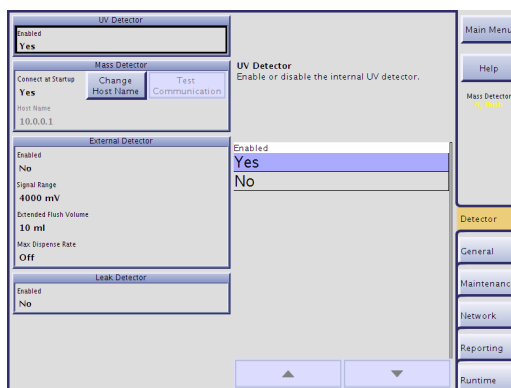 UV Detector
Enabled
Yes
Mass Detector
Connect at Startup
Yes
Change
Host Name
Test
Communication
Host Name
10.0.0.1
External Detector
Enabled
No
Signal Range
4000 mV
Extended Flush Volume
10 ml
Max Dispense Rate
Off
Leak Detector
Enabled
No
UV Detector
Enable or disable the internal UV detector.
Enabled
Yes
No
Main Menu
Help
Mass Detector
Detector
General
Maintenanc
Network
Reporting
Runtime